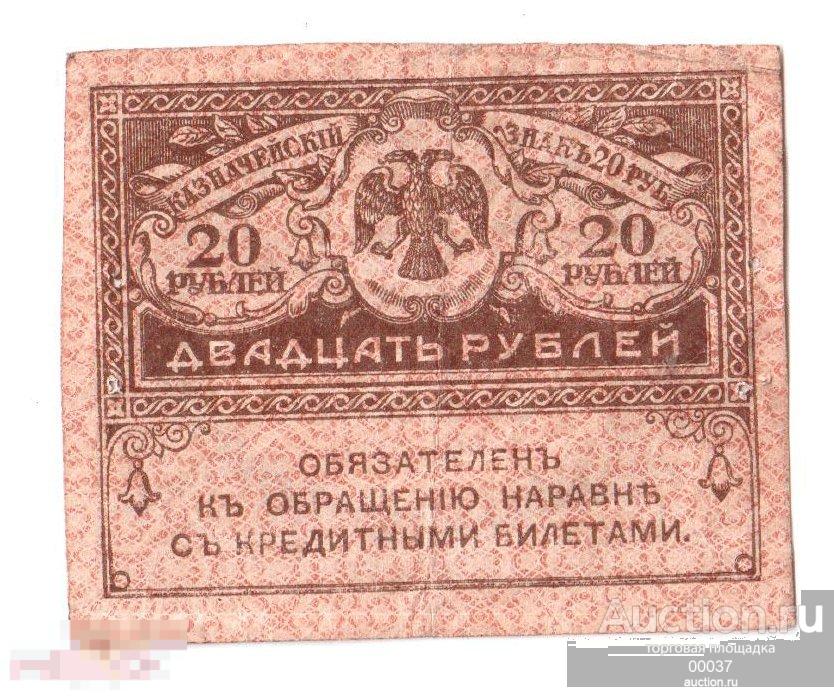 КАЗНАЧЕЙСКІЙ ЗНАКЪ 20 РУБ.
20 РУБЛЕЙ
20 РУБЛЕЙ
ДВАДЦАТЬ РУБЛЕЙ
ОБЯЗАТЕЛЕНЪ
КЪ ОБРАЩЕНІЮ НАРАВНѢ
СЪ КРЕДИТНЫМИ БИЛЕТАМИ.
Auction.ru
торговая площадка
00037
auction.ru